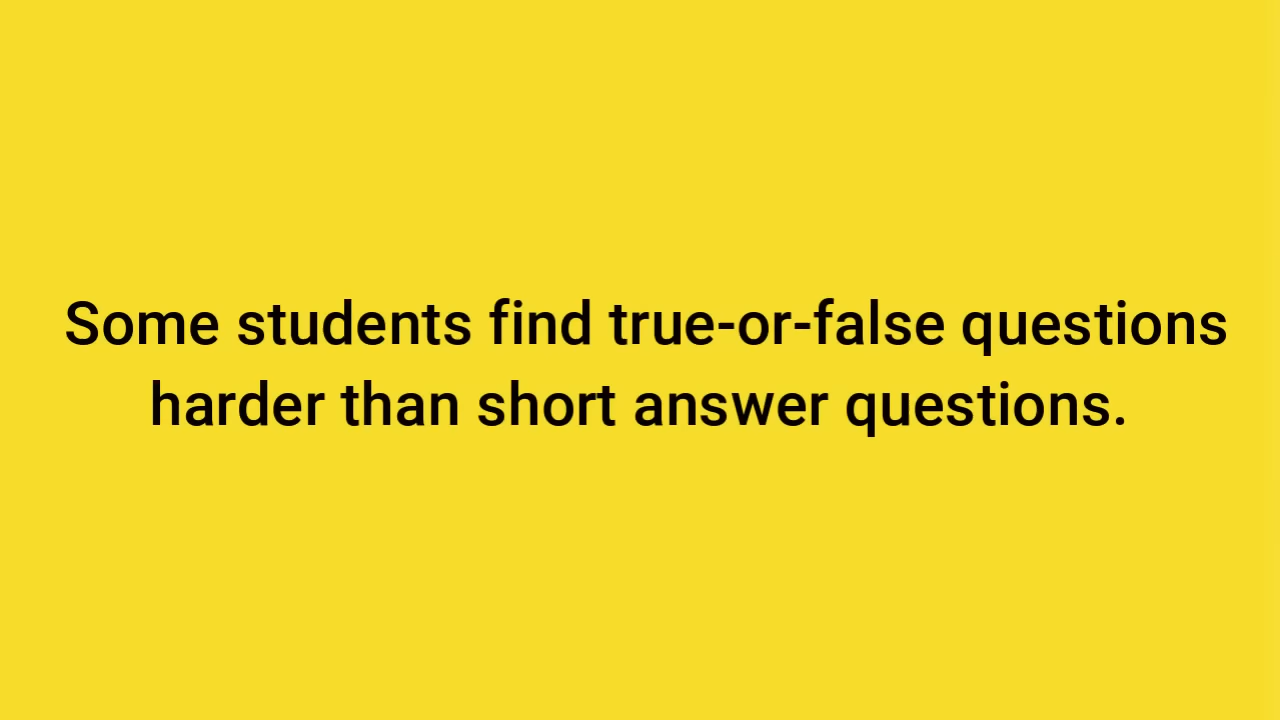 Some students find true-or-false questions
harder than short answer questions.